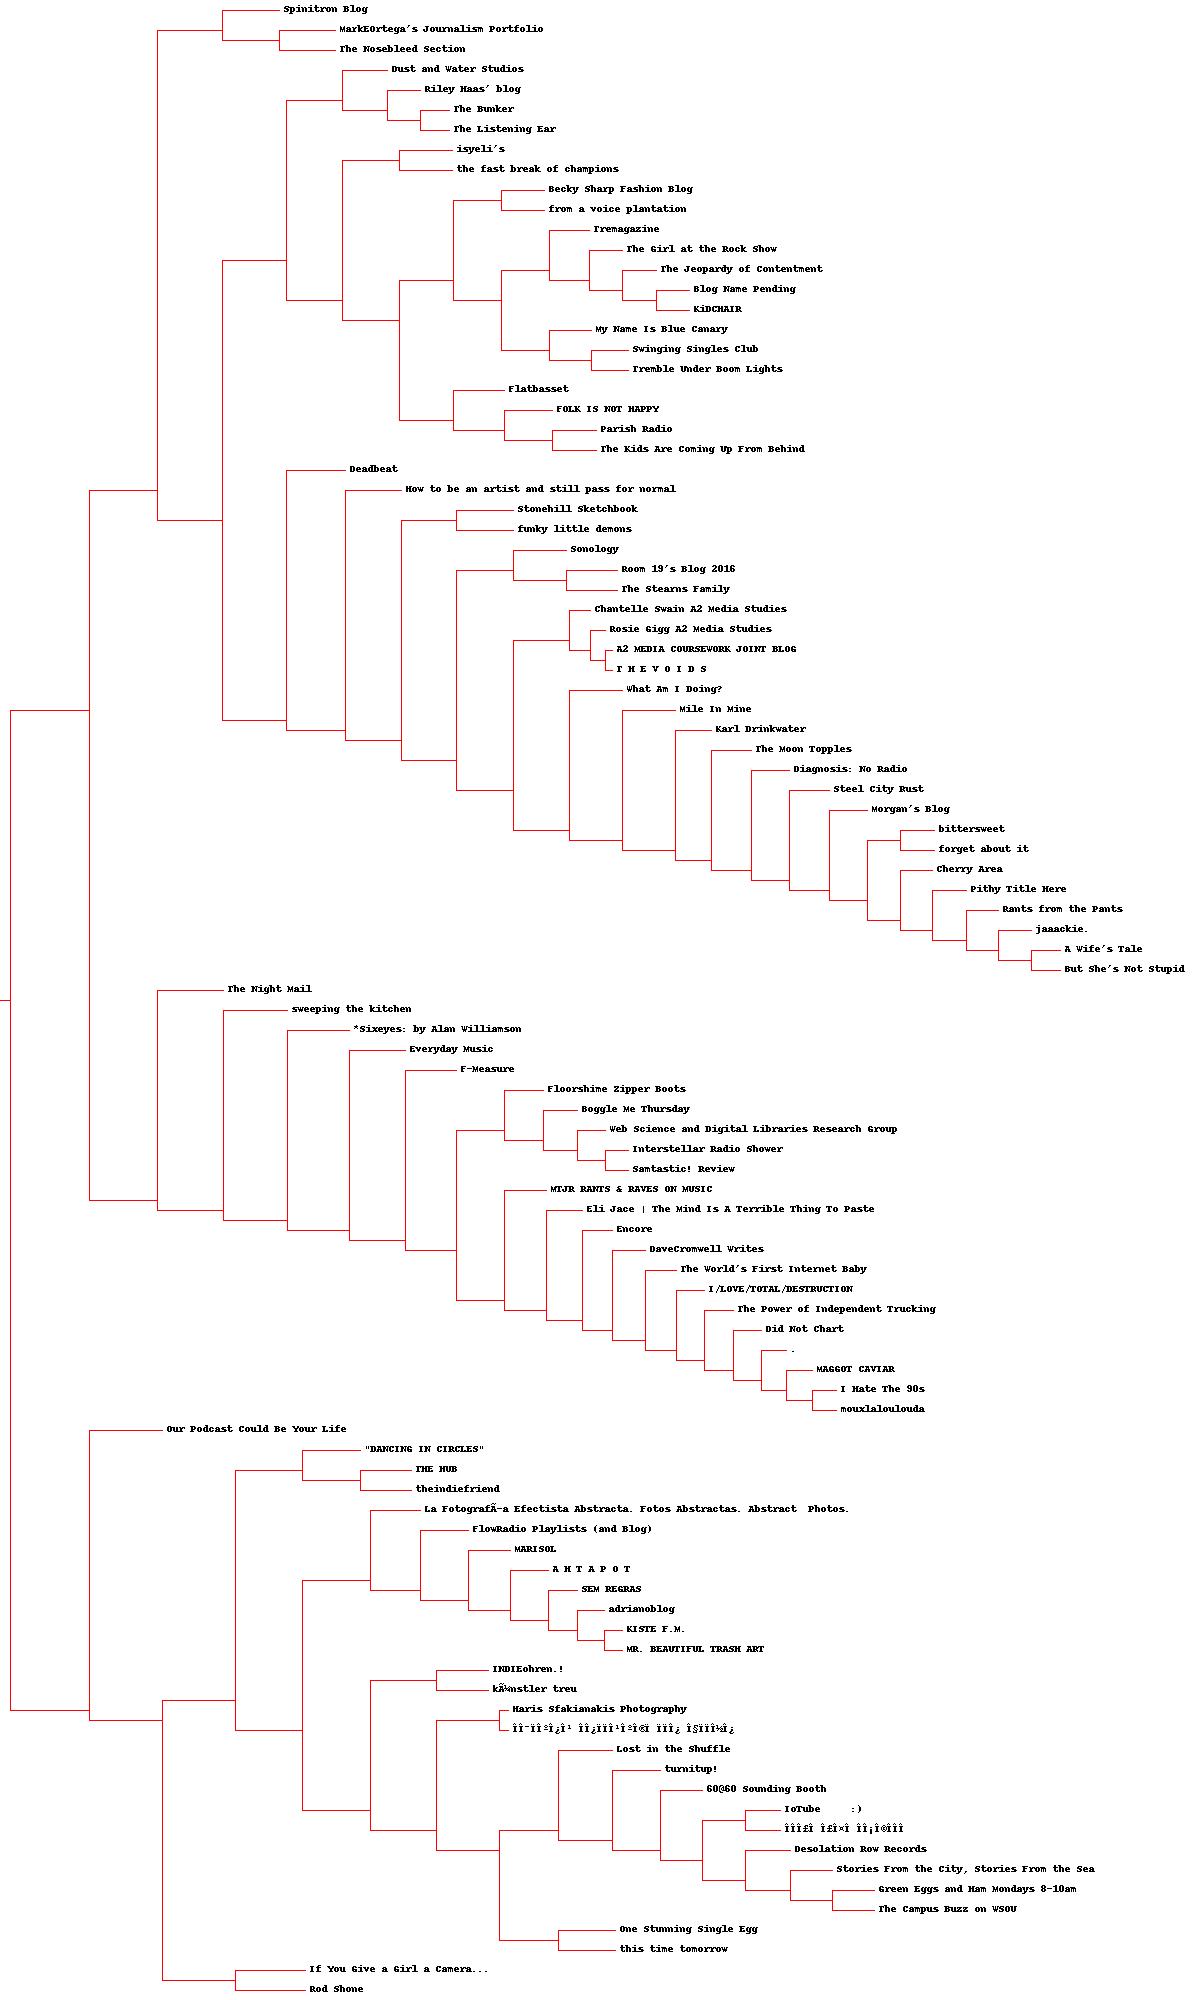 Spinitron Blog
MarkEOrtega's Journalism Portfolio
The Nosebleed Section
Dust and Water Studios
Riley Haas' blog
The Bunker
The Listening Ear
isyeli's
the fast break of champions
Becky Sharp Fashion Blog
from a voice plantation
Tremagazine
The Girl at the Rock Show
The Jeopardy of Contentment
Blog Name Pending
KiDCHAIR
My Name Is Blue Canary
Swinging Singles Club
Tremble Under Boom Lights
Flatbasset
FOLK IS NOT HAPPY
Parish Radio
The Kids Are Coming Up From Behind
Deadbeat
How to be an artist and still pass for normal
Stonehill Sketchbook
funky little demons
Sonology
Room 19's Blog 2016
The Stearns Family
Chantelle Swain A2 Media Studies
Rosie Gigg A2 Media Studies
A2 MEDIA COURSEWORK JOINT BLOG
T H E V O I D S
What Am I Doing?
Mile In Mine
Karl Drinkwater
The Moon Topples
Diagnosis: No Radio
Steel City Rust
Morgan's Blog
bittersweet
forget about it
Cherry Area
Pithy Title Here
Rants from the Pants
jaaackie.
A Wife's Tale
But She's Not Stupid
The Night Mail
sweeping the kitchen
*Sixeyes: by Alan Williamson
Everyday Music
F-Measure
Floorshime Zipper Boots
Boggle Me Thursday
Web Science and Digital Libraries Research Group
Interstellar Radio Shower
Samtastic! Review
MTJR RANTS & RAVES ON MUSIC
Eli Jace | The Mind Is A Terrible Thing To Paste
Encore
DaveCromwell Writes
The World's First Internet Baby
I/LOVE/TOTAL/DESTRUCTION
The Power of Independent Trucking
Did Not Chart
.
MAGGOT CAVIAR
I Hate The 90s
mouxlaloulouda
Our Podcast Could Be Your Life
"DANCING IN CIRCLES"
THE HUB
theindiefriend
La FotografÃ-a Efectista Abstracta. Fotos Abstractas. Abstract Photos.
FlowRadio Playlists (and Blog)
MARISOL
A H T A P O T
SEM REGRAS
adrianoblog
KISTE F.M.
MR. BEAUTIFUL TRASH ART
INDIEohren.!
kÃ¼nstler treu
Haris Sfakianakis Photography
Lost in the Shuffle
turnitup!
60@60 Sounding Booth
IoTube :)
Desolation Row Records
Stories From the City, Stories From the Sea
Green Eggs and Ham Mondays 8-10am
The Campus Buzz on WSOU
One Stunning Single Egg
this time tomorrow
If You Give a Girl a Camera...
Rod Shone